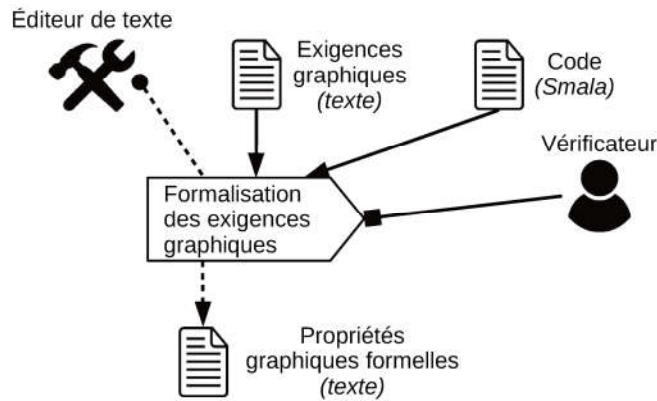 Éditeur de texte
Exigences
graphiques
(texte)
Code
(Smala)
Vérificateur
Formalisation
des exigences
graphiques
Propriétés
graphiques formelles
(texte)